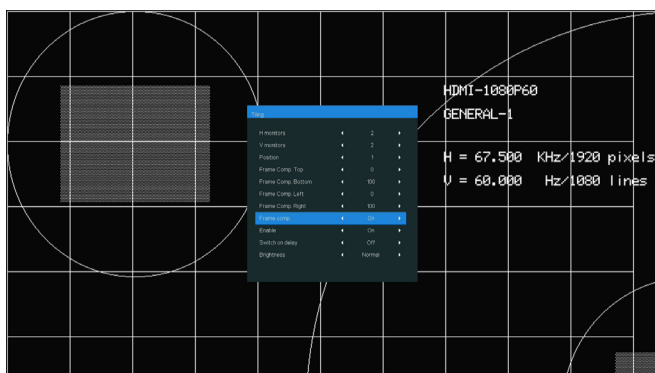 HDMI-1080P60
GENERAL-1
H = 67.500 KHz/1920 pixels
V = 60.000 Hz/1080 lines
Tiling
H monitors 2
V monitors 2
Position 1
Frame Comp. Top 0
Frame Comp. Bottom 100
Frame Comp. Left 0
Frame Comp. Right 100
Frame comp. On
Enable On
Switch on delay Off
Brightness Normal